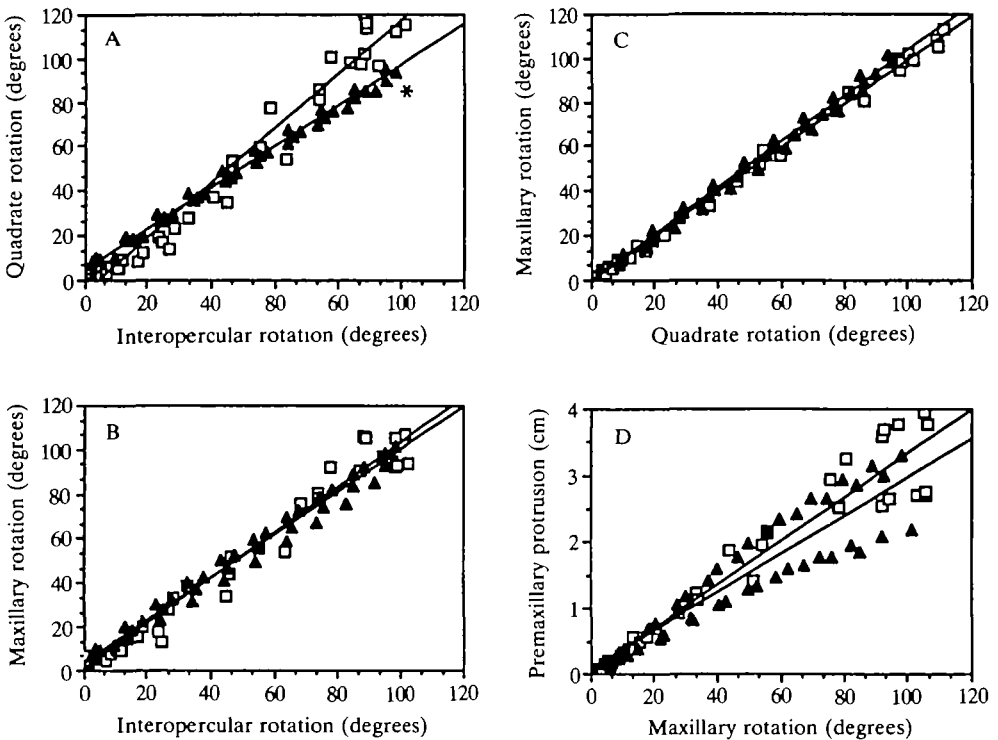 A
Quadrate rotation (degrees)
120
100
80
60
40
20
0
*
0 20 40 60 60 100 120
Interopercular rotation (degrees)
B
Maxillary rotation (degrees)
120
100
80
60
40
20
0
0 20 40 60 80 100 120
Interopercular rotation (degrees)
C
Maxillary rotation (degrees)
120
100
80
60
40
20
0
0 20 40 60 80 100 120
Quadrate rotation (degrees)
D
Premaxillary protrusion (cm)
4
3
2
1
0
0 20 40 60 80 100 120
Maxillary rotation (degrees)